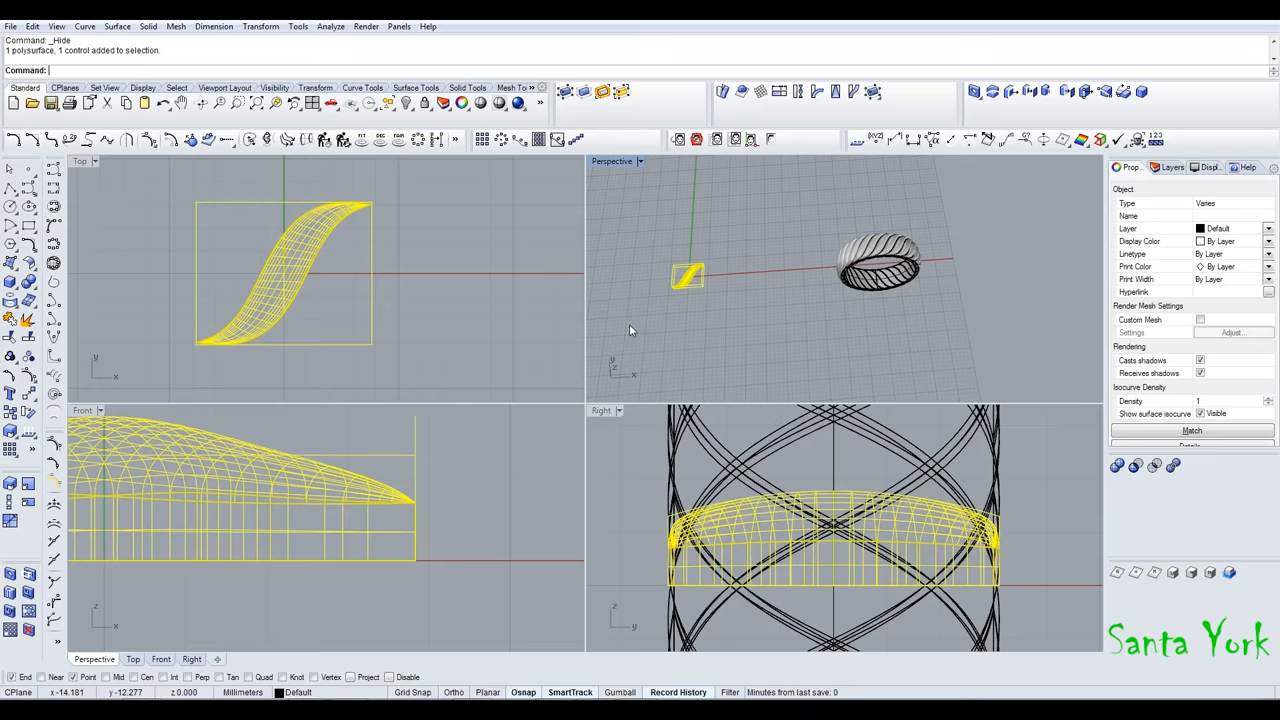 File Edit View Curve Surface Solid Mesh Dimension Transform Tools Analyze Render Panels Help
Command: _Hide
1 polysurface, 1 control added to selection.
Command:
Standard CPlanes Set View Display Select Viewport Layout Visibility Transform Curve Tools Surface Tools Solid Tools Mesh To
Top
Perspective
Prop... Layers Displ... Help
Object
Type Varies
Name
Layer Default
Display Color By Layer
Linetype By Layer
Print Color By Layer
Print Width By Layer
Hyperlink
Render Mesh Settings
Custom Mesh
Settings Adjust...
Rendering
Casts shadows
Receives shadows
Isocurve Density
Density 1
Show surface isocurve Visible
Match
y
x
y
z
x
Front
Right
z
x
z
y
Santa York
Perspective Top Front Right
End Near Point Mid Cen Int Perp Tan Quad Knot Vertex Project Disable
CPlane x -14.181 y -12.277 z 0.000 Millimeters Default Grid Snap Ortho Planar Osnap SmartTrack Gumball Record History Filter Minutes from last save: 0